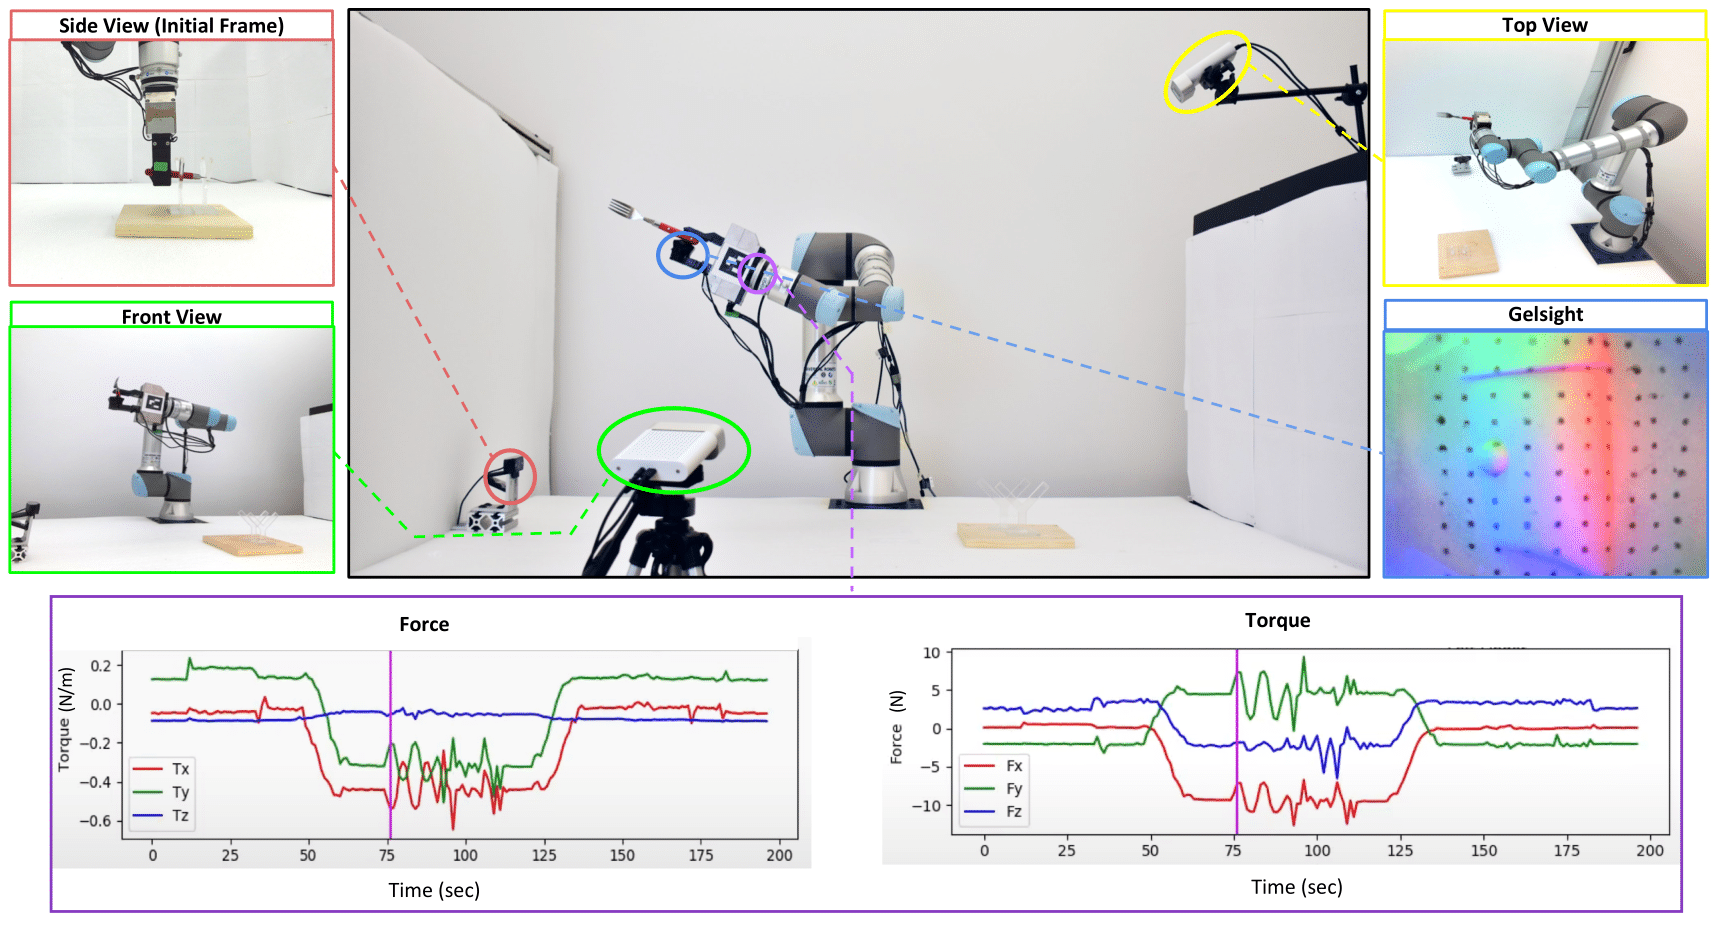 Side View (Initial Frame)
Top View
Front View
Gelsight
Force
Torque
0.2
0.0
−0.2
−0.4
−0.6
Torque (N/m)
Tx
Ty
Tz
0 25 50 75 100 125 150 175 200
Time (sec)
10
5
0
−5
−10
Force (N)
Fx
Fy
Fz
0 25 50 75 100 125 150 175 200
Time (sec)